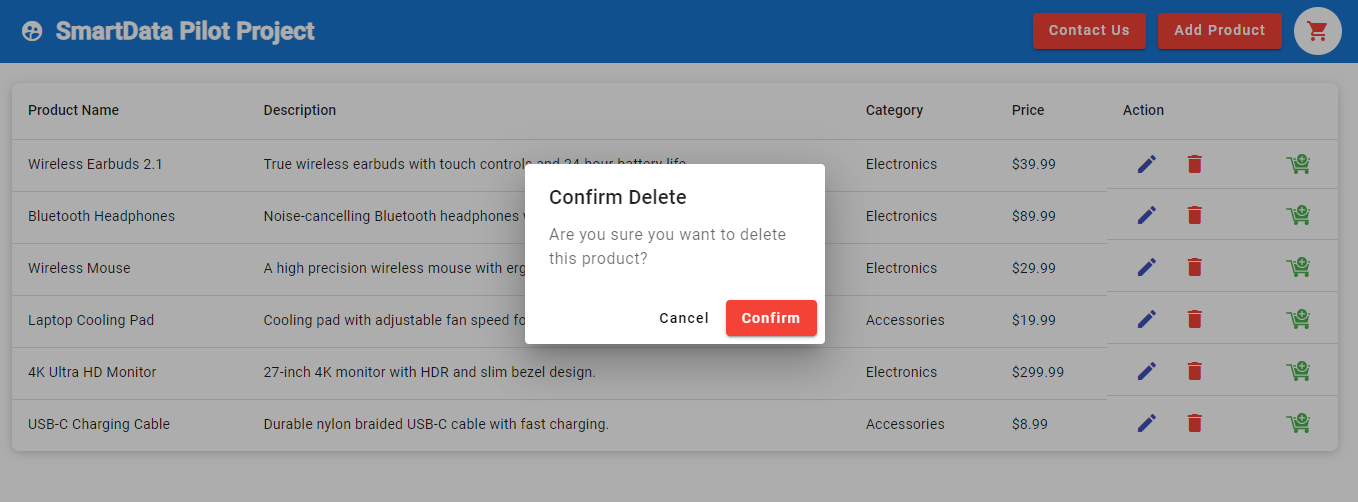 SmartData Pilot Project Contact Us Add Product
Product Name Description Category Price Action
Wireless Earbuds 2.1 True wireless earbuds with touch controls and 24-hour battery life. Electronics $39.99
Bluetooth Headphones Noise-cancelling Bluetooth headphones Electronics $89.99
Wireless Mouse A high precision wireless mouse with Electronics $29.99
Laptop Cooling Pad Cooling pad with adjustable fan speed Accessories $19.99
4K Ultra HD Monitor 27-inch 4K monitor with HDR and slim bezel design. Electronics $299.99
USB-C Charging Cable Durable nylon braided USB-C cable with fast charging. Accessories $8.99
Confirm Delete
Are you sure you want to delete
this product?
Cancel Confirm